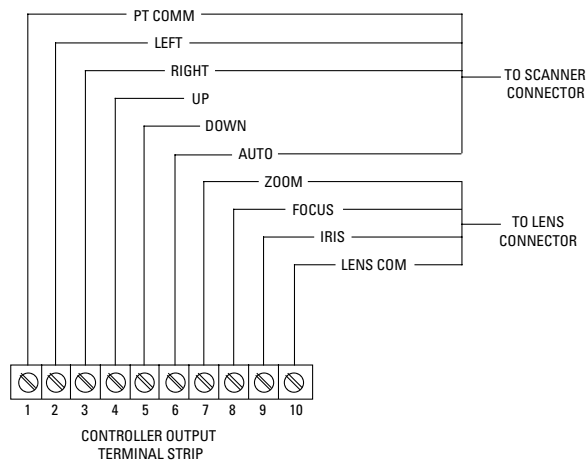 PT COMM
LEFT
RIGHT
UP
DOWN
AUTO
TO SCANNER
CONNECTOR
ZOOM
FOCUS
IRIS
LENS COM
TO LENS
CONNECTOR
1 2 3 4 5 6 7 8 9 10
CONTROLLER OUTPUT
TERMINAL STRIP